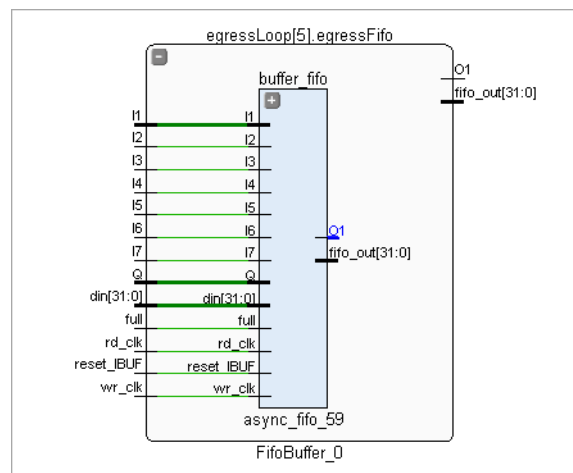 egressLoop[5].egressFifo
O1
buffer_fifo
fifo_out[31:0]
I1 I1
I2 I2
I3 I3
I4 I4
I5 I5
I6 I6 O1
I7 I7 fifo_out[31:0]
Q Q
din[31:0] din[31:0]
full full
rd_clk rd_clk
reset_IBUF reset_IBUF
wr_clk wr_clk
async_fifo_59
FifoBuffer_0